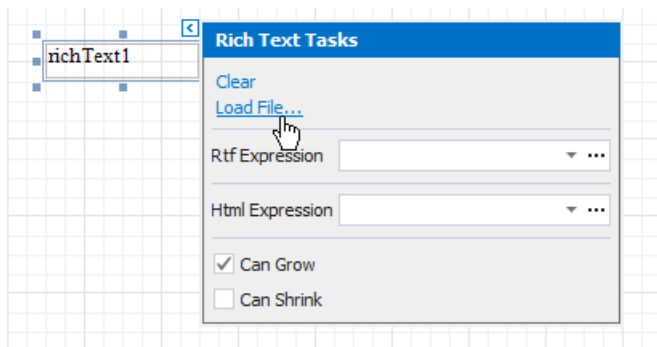 richText1
Rich Text Tasks
Clear
Load File...
Rtf Expression
Html Expression
Can Grow
Can Shrink